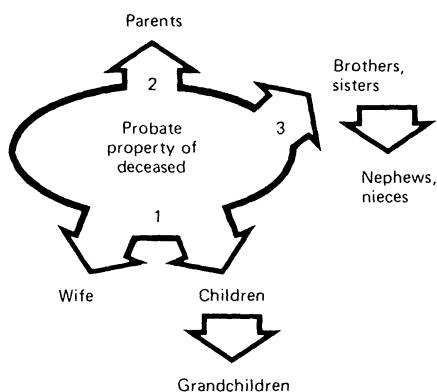 Parents
2
Brothers,
sisters
3
Probate
property of
deceased
Nephews,
nieces
1
Wife
Children
Grandchildren